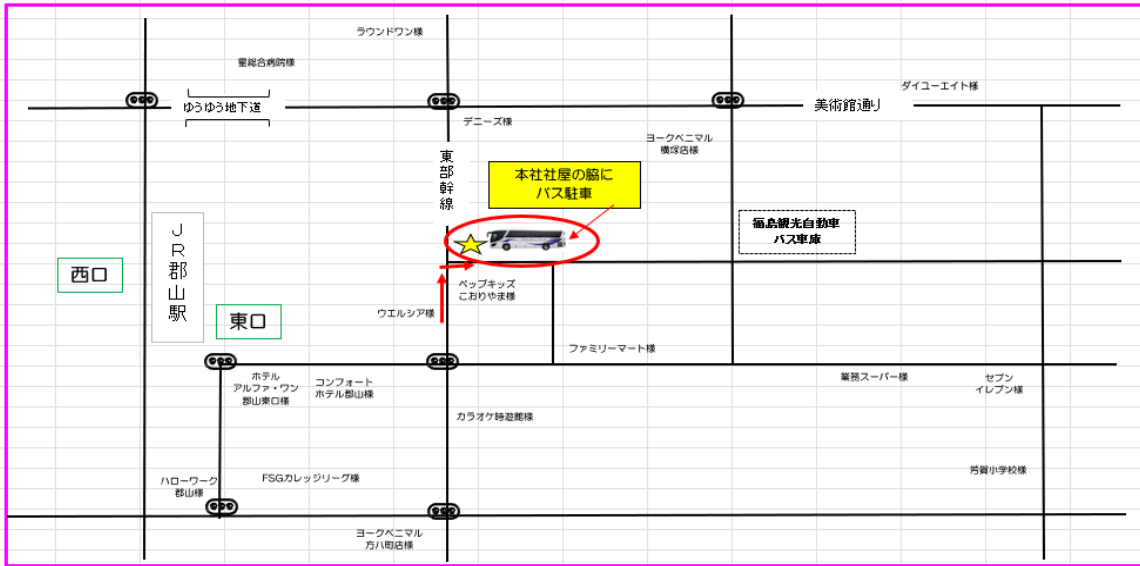 ラウンドワン様
星総合病院様
ダイユーエイト様
ゆうゆう地下道
美術館通り
デニーズ様
ヨークベニマル
横塚店様
東部幹線
本社社屋の脇に
バス駐車
福島観光自動車
バス車庫
JR郡山駅
西口
東口
ペップキッズ
こおりやま様
ウエルシア様
ファミリーマート様
ホテル
アルファ・ワン
郡山東口様
コンフォート
ホテル郡山様
業務スーパー様
セブン
イレブン様
カラオケ時遊館様
ハローワーク
郡山様
FSGカレッジリーグ様
芳賀小学校様
ヨークベニマル
方八町店様